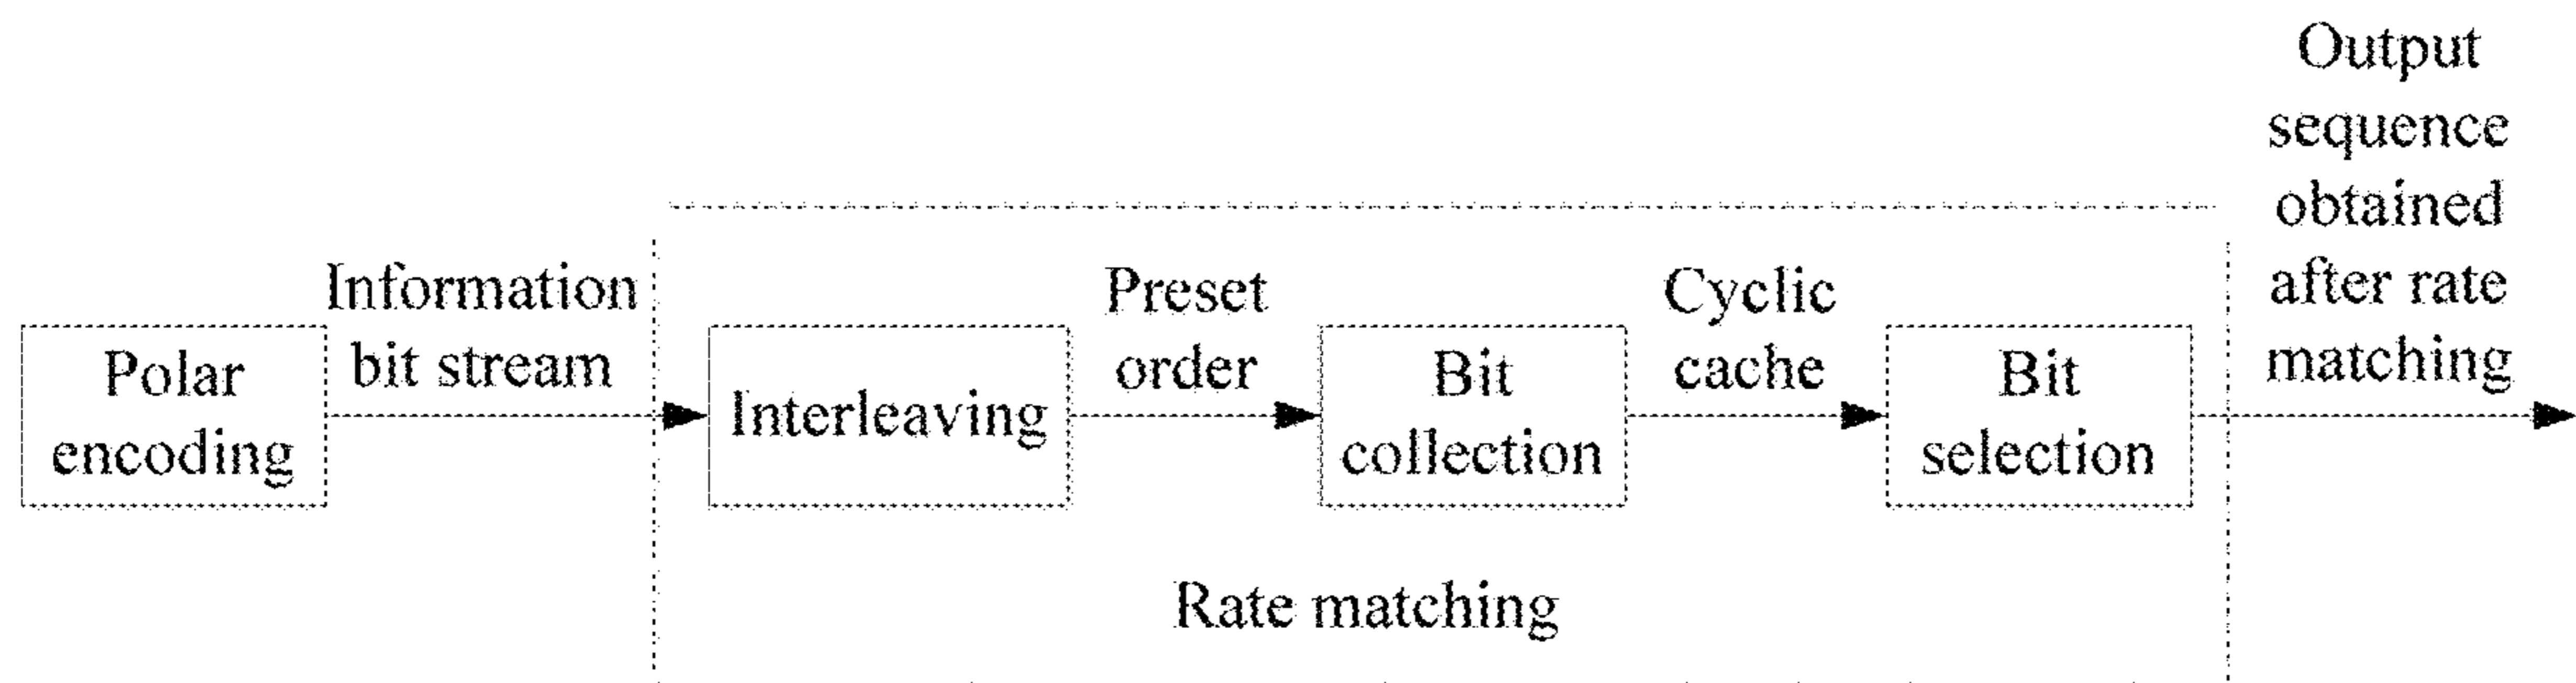 Polar
encoding
Information
bit stream
Interleaving
Preset
order
Bit
collection
Cyclic
cache
Bit
selection
Output
sequence
obtained
after rate
matching
Rate matching